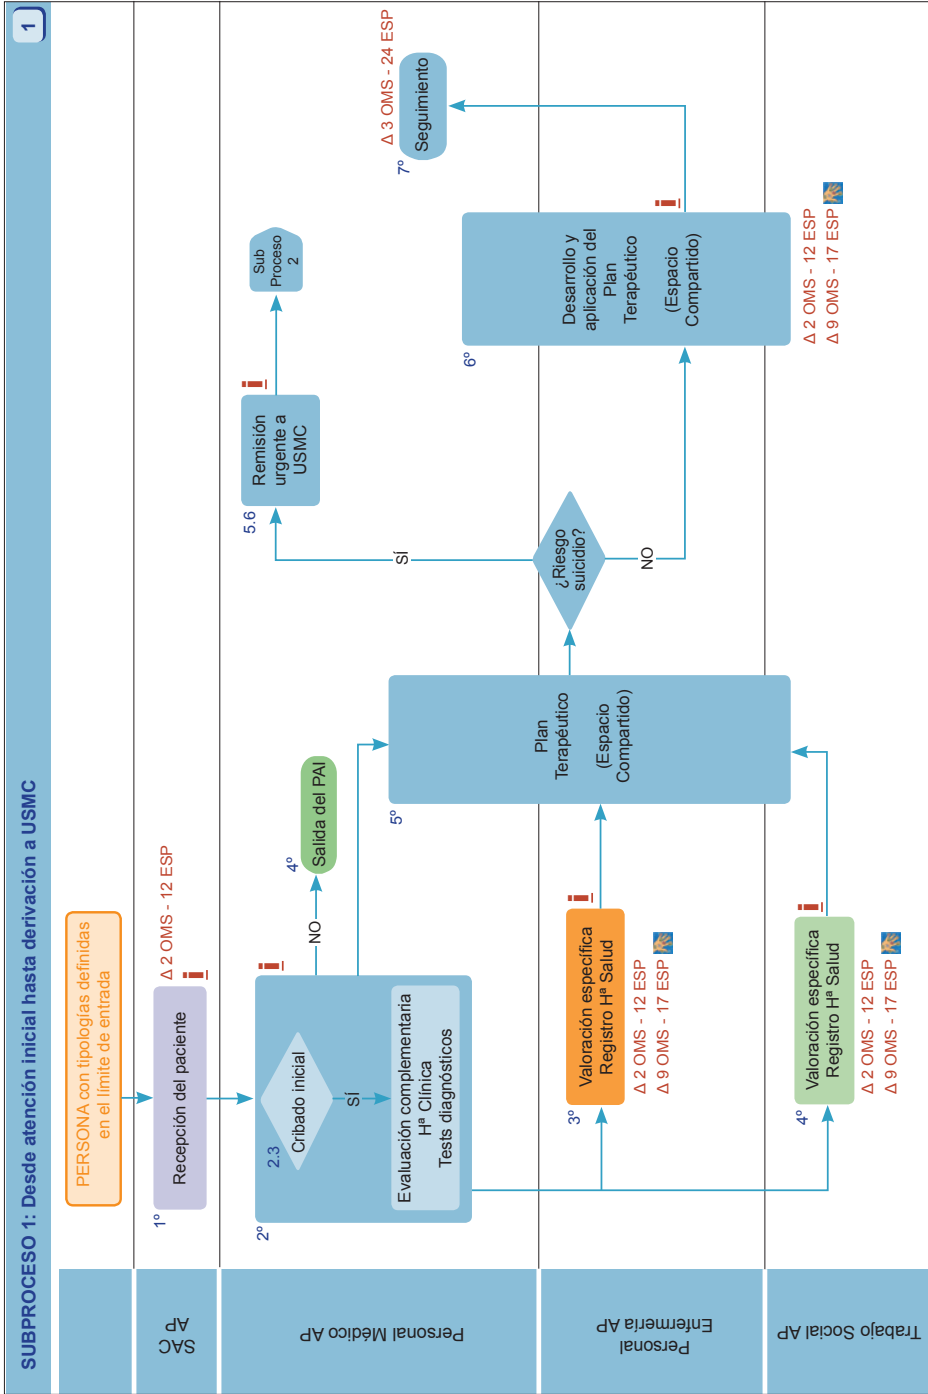 SUBPROCESO 1: Desde atención inicial hasta derivación a USMC
1
PERSONA con tipologías definidas
en el límite de entrada
SAC
AP
1º
Recepción del paciente
Δ 2 OMS - 12 ESP
Personal Médico AP
2º
2.3
Cribado inicial
SÍ
Evaluación complementaria
Hª Clínica
Tests diagnósticos
NO
4º
Salida del PAI
5.6
Remisión
urgente a
USMC
Sub
Proceso
2
SÍ
7º
Seguimiento
Δ 3 OMS - 24 ESP
Personal
Enfermería AP
3º
Valoración específica
Registro Hª Salud
Δ 2 OMS - 12 ESP
Δ 9 OMS - 17 ESP
5º
Plan
Terapéutico
(Espacio
Compartido)
¿Riesgo
suicidio?
NO
6º
Desarrollo y
aplicación del
Plan
Terapéutico
(Espacio
Compartido)
Δ 2 OMS - 12 ESP
Δ 9 OMS - 17 ESP
Trabajo Social AP
4º
Valoración específica
Registro Hª Salud
Δ 2 OMS - 12 ESP
Δ 9 OMS - 17 ESP